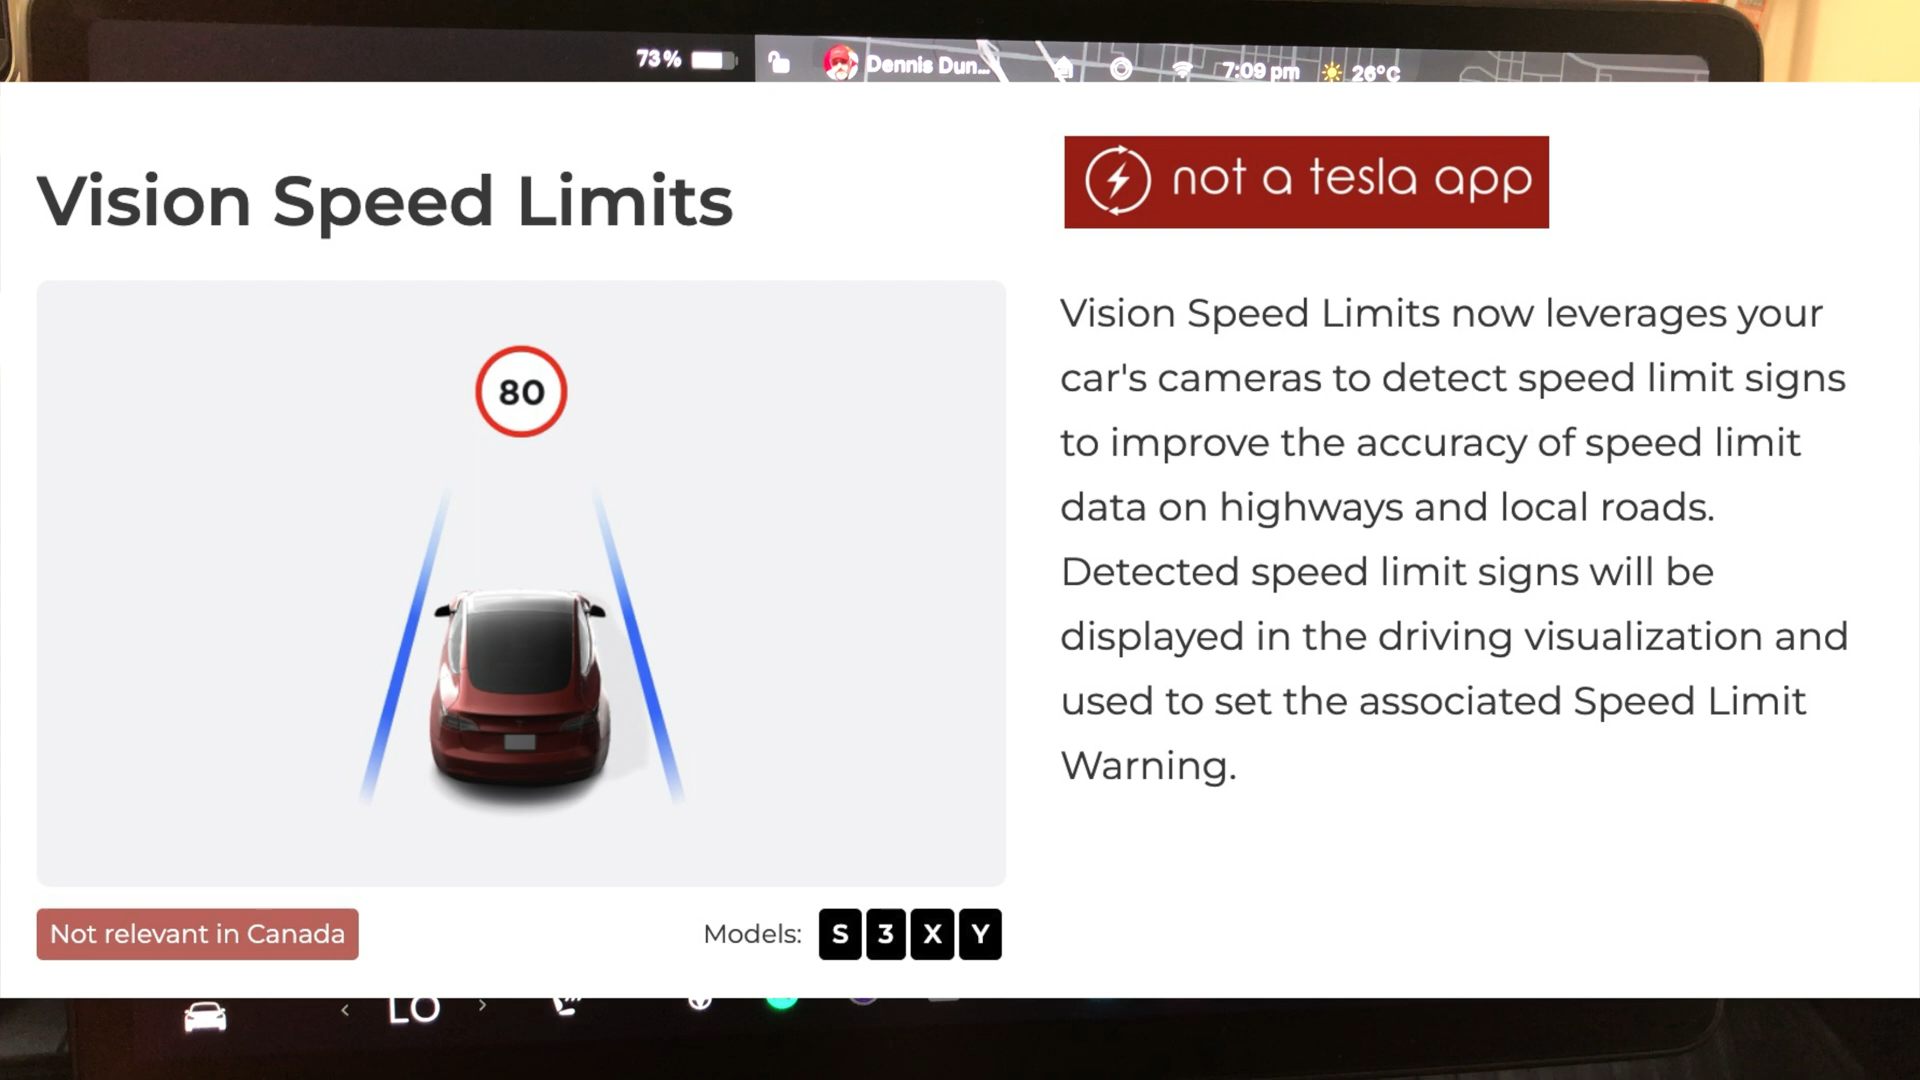 73%
Dennis Dun...
7:09 pm
26°C
Vision Speed Limits
not a tesla app
80
Vision Speed Limits now leverages your
car's cameras to detect speed limit signs
to improve the accuracy of speed limit
data on highways and local roads.
Detected speed limit signs will be
displayed in the driving visualization and
used to set the associated Speed Limit
Warning.
Not relevant in Canada
Models: S 3 X Y
< LO >